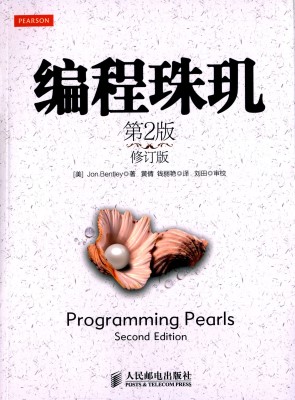 PEARSON
编程珠玑
第2版
修订版
[美] Jon Bentley◎著 黄倩 钱丽艳◎译 刘田◎审校
Programming Pearls
Second Edition
人民邮电出版社
POSTS & TELECOM PRESS